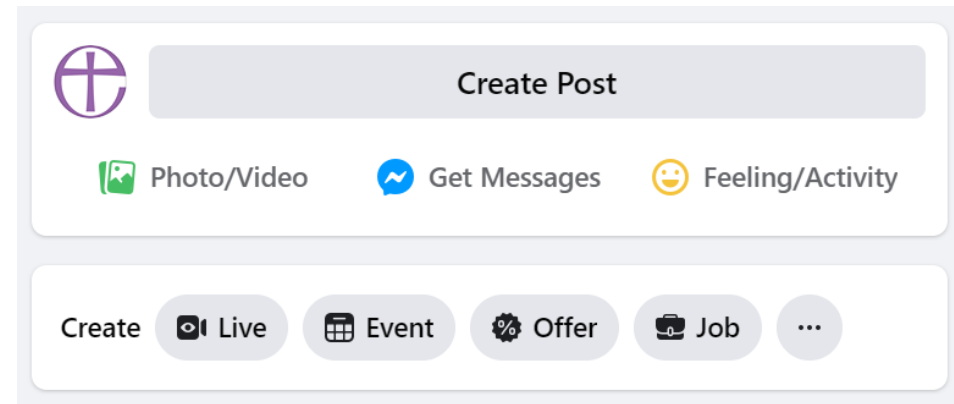 Create Post
Photo/Video Get Messages Feeling/Activity
Create Live Event Offer Job ...